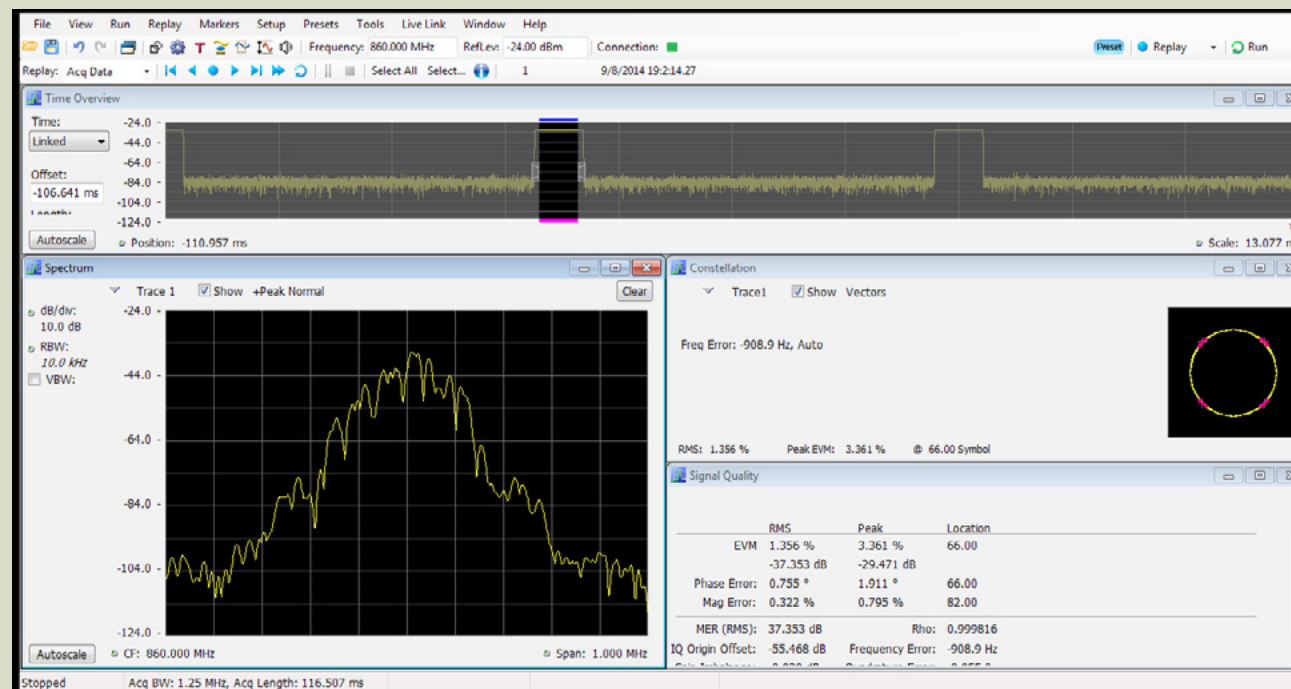 File View Run Replay Markers Setup Presets Tools Live Link Window Help
Frequency: 860.000 MHz RefLev: -24.00 dBm Connection: Preset Replay Run
Replay: Acq Data Select All Select... 1 9/8/2014 19:2:14.27
Time Overview
Time:
Linked
Offset:
-106.641 ms
Autoscale
-24.0
-44.0
-64.0
-84.0
-104.0
-124.0
Position: -110.957 ms
Scale: 13.077
Spectrum
Trace 1 Show +Peak Normal Clear
dB/div:
10.0 dB
RBW:
10.0 kHz
VBW:
-24.0
-44.0
-64.0
-84.0
-104.0
-124.0
Autoscale CF: 860.000 MHz Span: 1.000 MHz
Constellation
Trace1 Show Vectors
Freq Error: -908.9 Hz, Auto
RMS: 1.356 % Peak EVM: 3.361 % @ 66.00 Symbol
Signal Quality
RMS Peak Location
EVM 1.356 % 3.361 % 66.00
-37.353 dB -29.471 dB
Phase Error: 0.755 ° 1.911 ° 66.00
Mag Error: 0.322 % 0.795 % 82.00
MER (RMS): 37.353 dB Rho: 0.999816
IQ Origin Offset: -55.468 dB Frequency Error: -908.9 Hz
Stopped Acq BW: 1.25 MHz, Acq Length: 116.507 ms